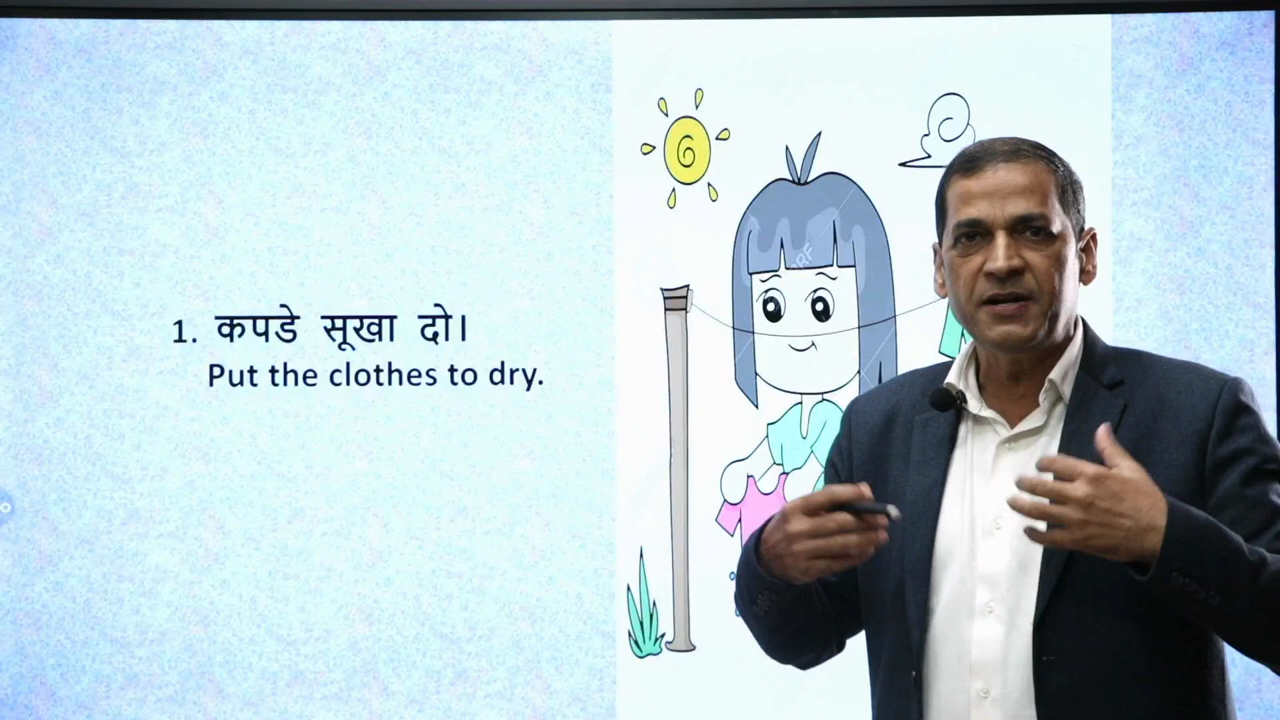 1. कपडे सूखा दो।
Put the clothes to dry.